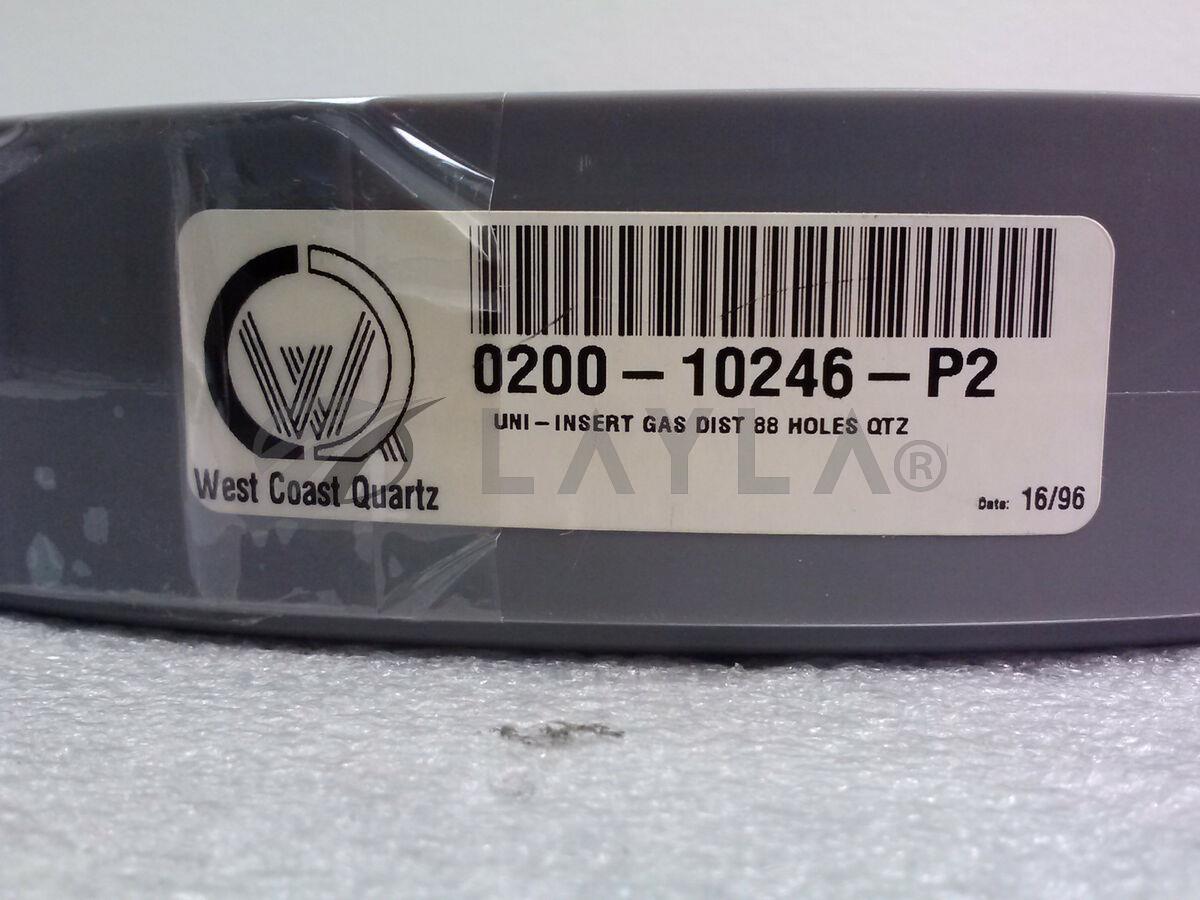 0200-10246-P2
UNI-INSERT GAS DIST 88 HOLES QTZ
LAYLA®
West Coast Quartz
Date: 16/96